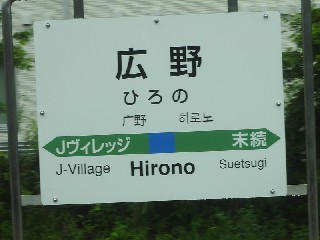 広野
ひろの
広野 히로노
Jヴィレッジ 末続
J-Village Hirono Suetsugi